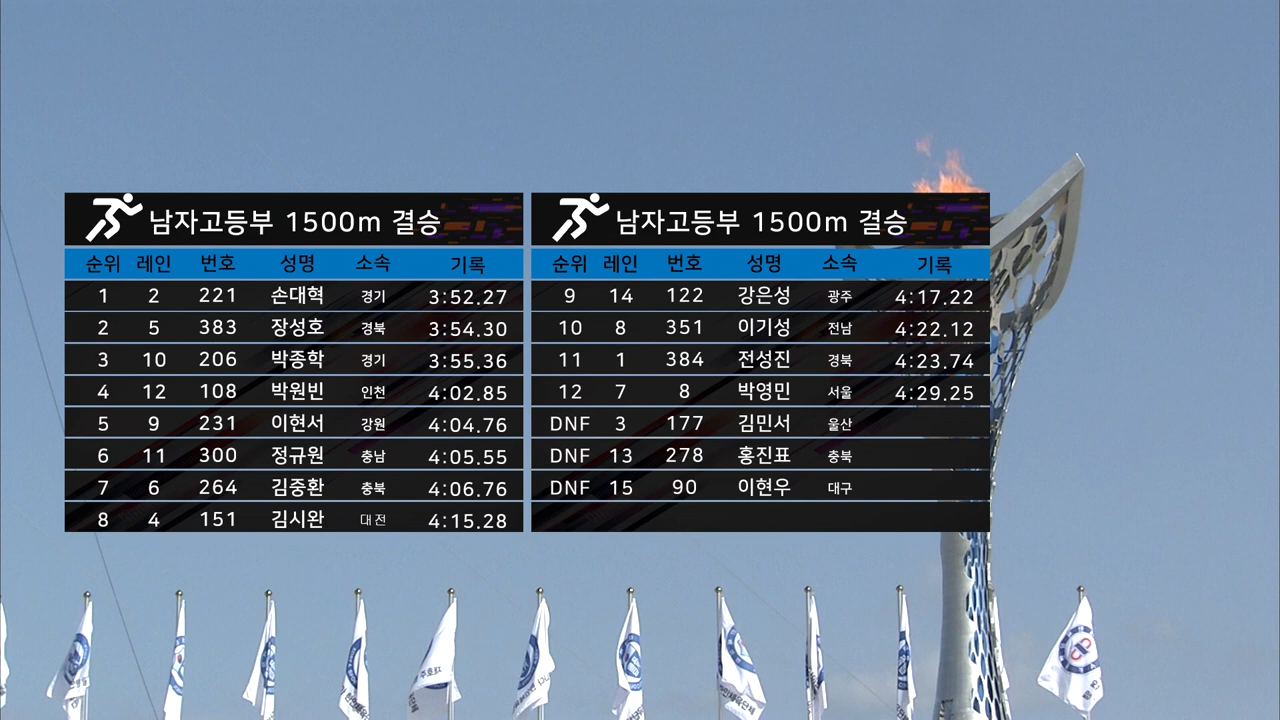 남자고등부 1500m 결승
순위 레인 번호 성명 소속 기록
1 2 221 손대혁 경기 3:52.27
2 5 383 장성호 경북 3:54.30
3 10 206 박종학 경기 3:55.36
4 12 108 박원빈 인천 4:02.85
5 9 231 이현서 강원 4:04.76
6 11 300 정규원 충남 4:05.55
7 6 264 김중환 충북 4:06.76
8 4 151 김시완 대전 4:15.28
남자고등부 1500m 결승
순위 레인 번호 성명 소속 기록
9 14 122 강은성 광주 4:17.22
10 8 351 이기성 전남 4:22.12
11 1 384 전성진 경북 4:23.74
12 7 8 박영민 서울 4:29.25
DNF 3 177 김민서 울산
DNF 13 278 홍진표 충북
DNF 15 90 이현우 대구